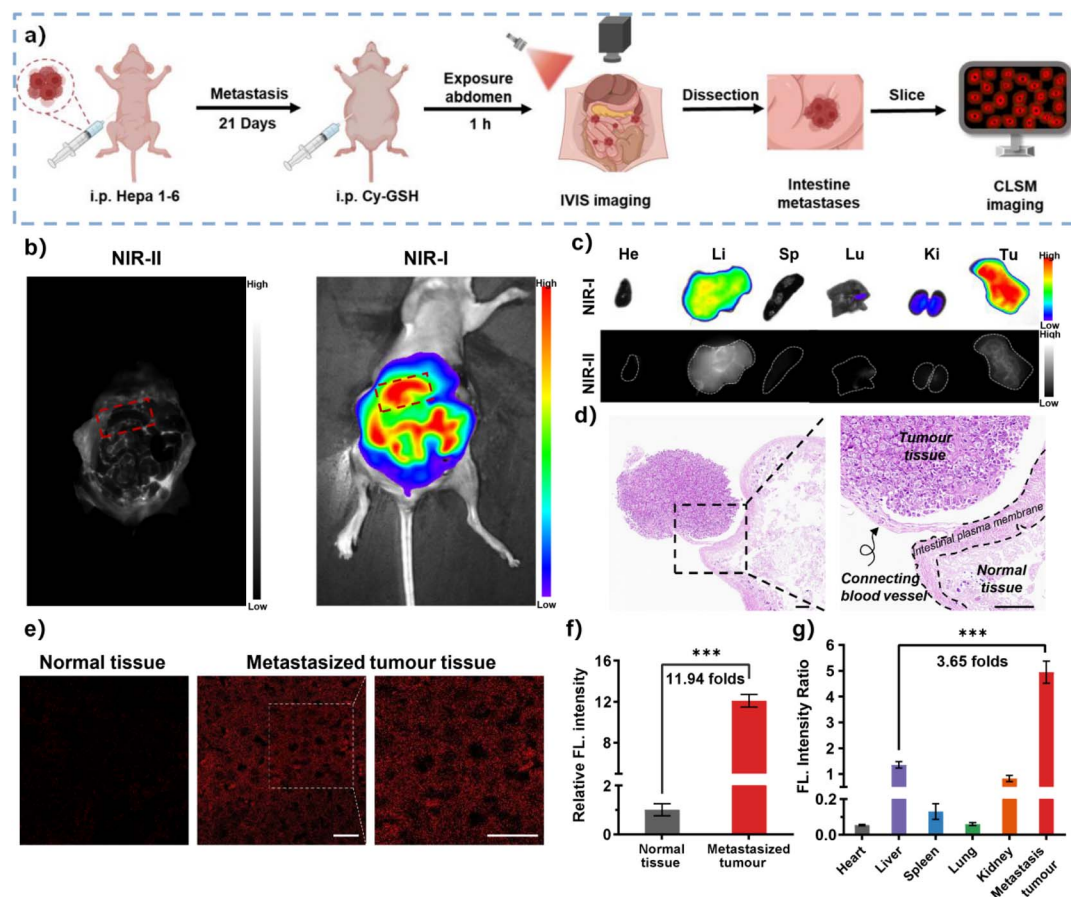 a)
Metastasis
21 Days
Exposure
abdomen
1 h
Dissection
Slice
i.p. Hepa 1-6
i.p. Cy-GSH
IVIS imaging
Intestine
metastases
CLSM
imaging
b)
NIR-II
NIR-I
High
Low
High
Low
c)
He Li Sp Lu Ki Tu
NIR-I
High
Low
NIR-II
High
Low
d)
Tumour
tissue
Intestinal plasma membrane
Connecting
blood vessel
Normal
tissue
e)
Normal tissue
Metastasized tumour tissue
f)
Relative FL. intensity
16
12
8
4
2
1
0
***
11.94 folds
Normal
tissue
Metastasized
tumour
g)
FL. Intensity Ratio
6
5
4
3
2
1
0.2
0.0
***
3.65 folds
Heart
Liver
Spleen
Lung
Kidney
Metastasis
tumour